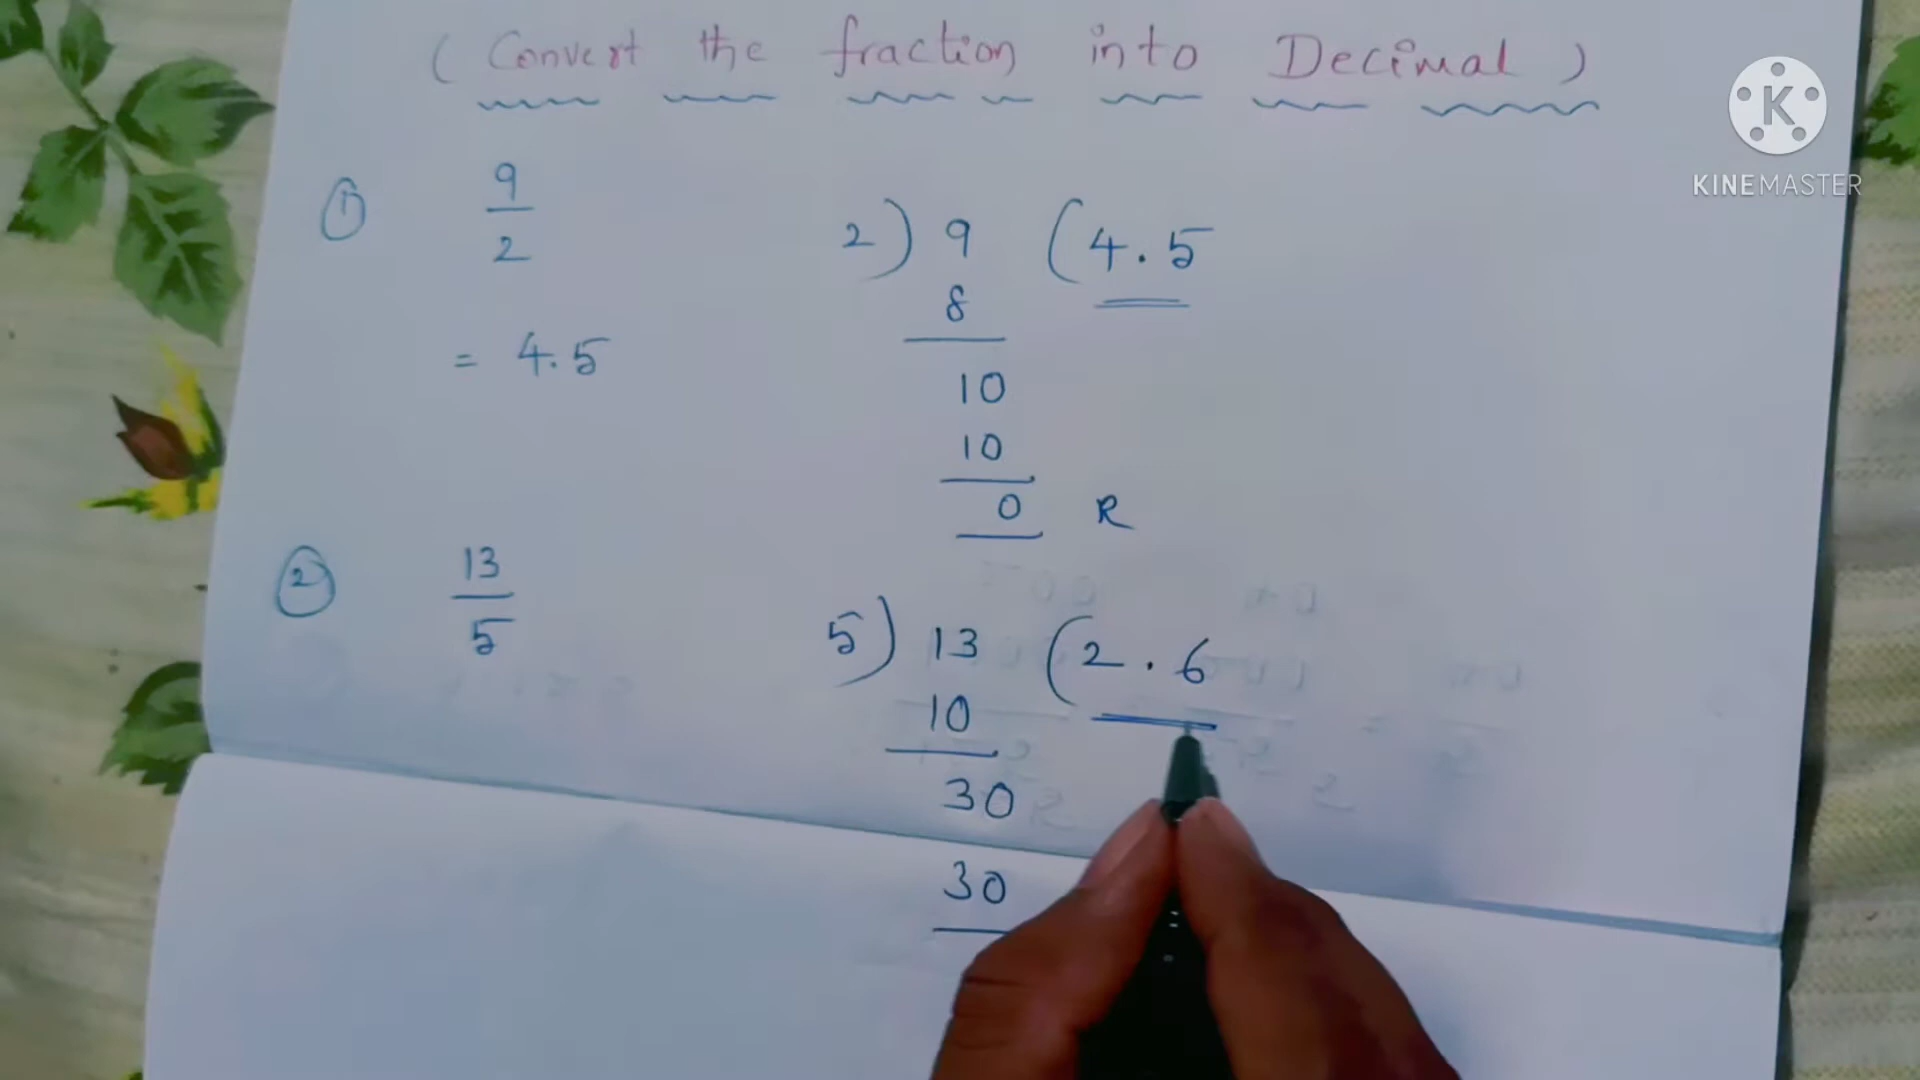 ( Convert the fraction into Decimal )
K
KINEMASTER
① 9/2
= 4.5
2 ) 9 ( 4.5
8
10
10
0 R
② 13/5
5 ) 13 ( 2.6
10
30
30